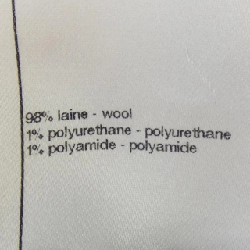 98% laine - wool
1% polyurethane - polyurethane
1% polyamide - polyamide